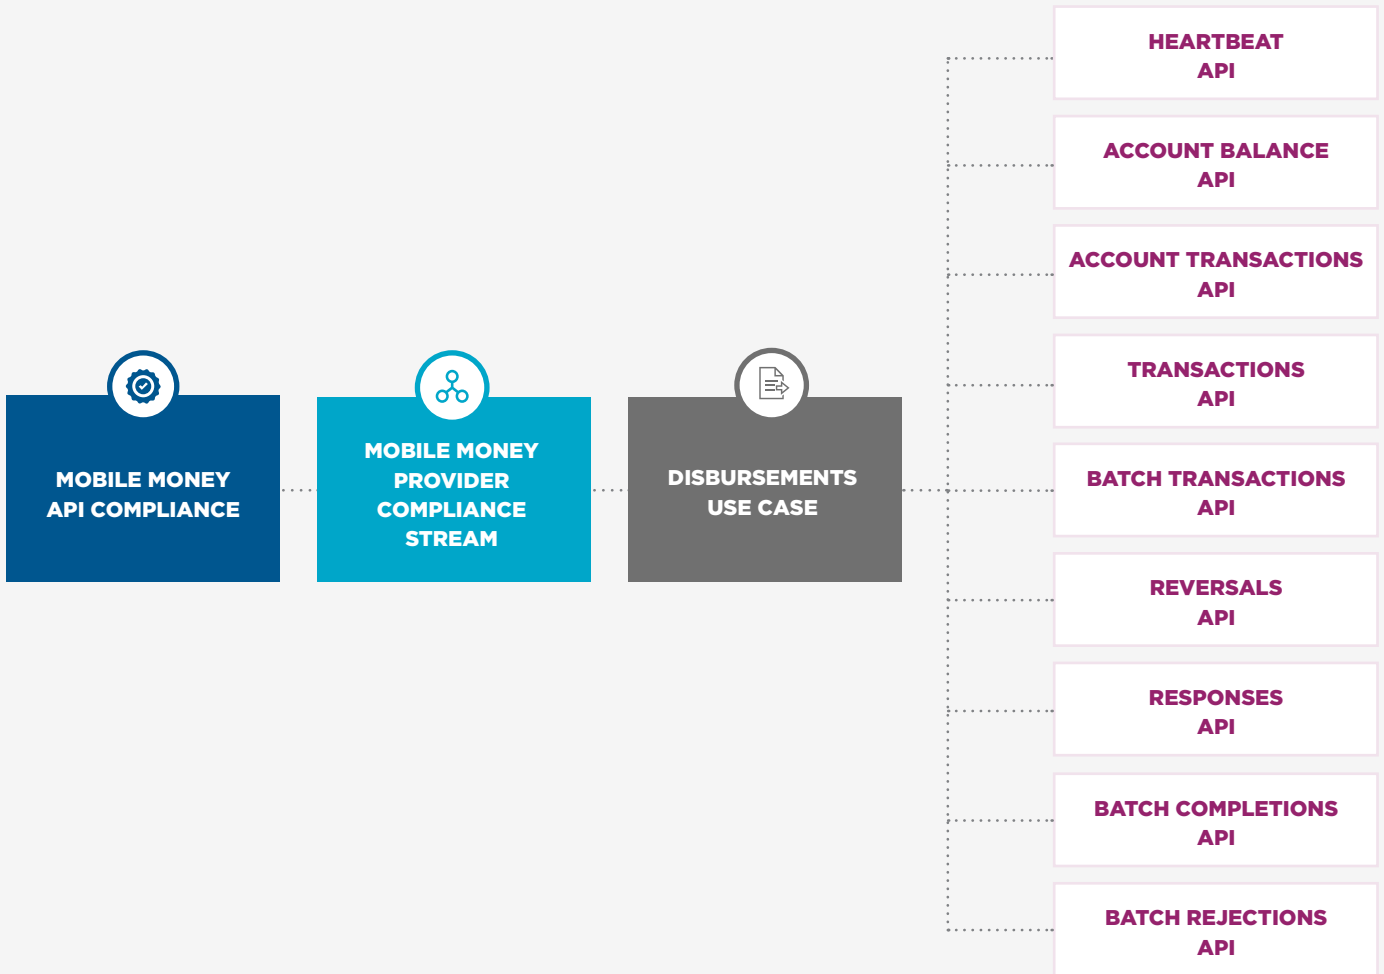 MOBILE MONEY
API COMPLIANCE
MOBILE MONEY
PROVIDER
COMPLIANCE
STREAM
DISBURSEMENTS
USE CASE
HEARTBEAT
API
ACCOUNT BALANCE
API
ACCOUNT TRANSACTIONS
API
TRANSACTIONS
API
BATCH TRANSACTIONS
API
REVERSALS
API
RESPONSES
API
BATCH COMPLETIONS
API
BATCH REJECTIONS
API